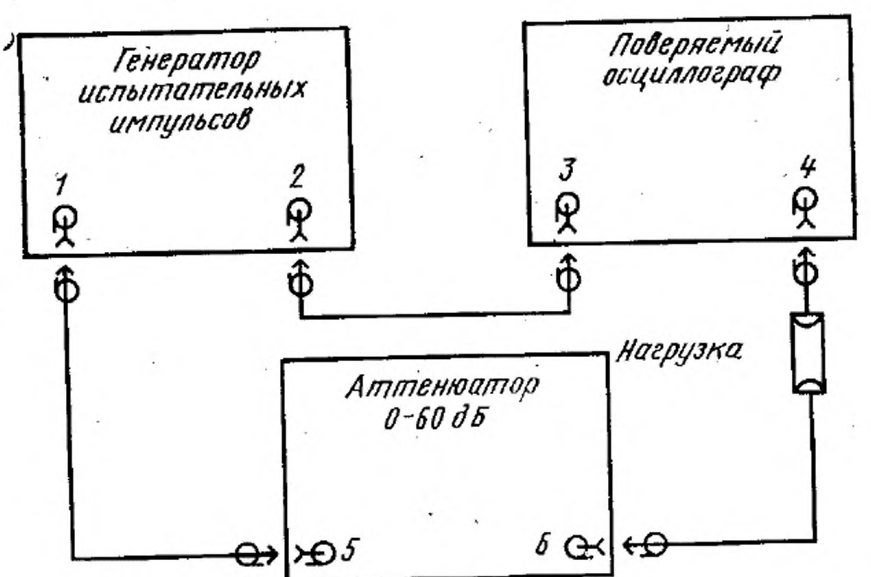 Генератор
испытательных
импульсов
1
2
Поверяемый
осциллограф
3
4
Нагрузка
Аттенюатор
0-60 дБ
5
6